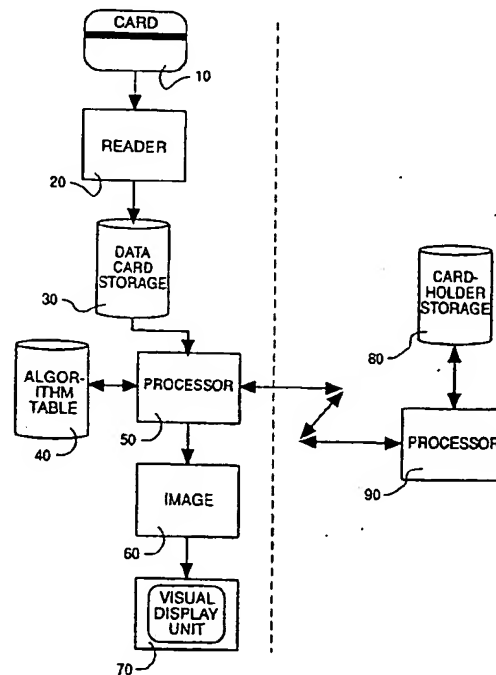 CARD
10
READER
20
DATA
CARD
STORAGE
30
ALGOR-
ITHM
TABLE
40
PROCESSOR
50
IMAGE
60
VISUAL
DISPLAY
UNIT
70
CARD-
HOLDER
STORAGE
80
PROCESSOR
90